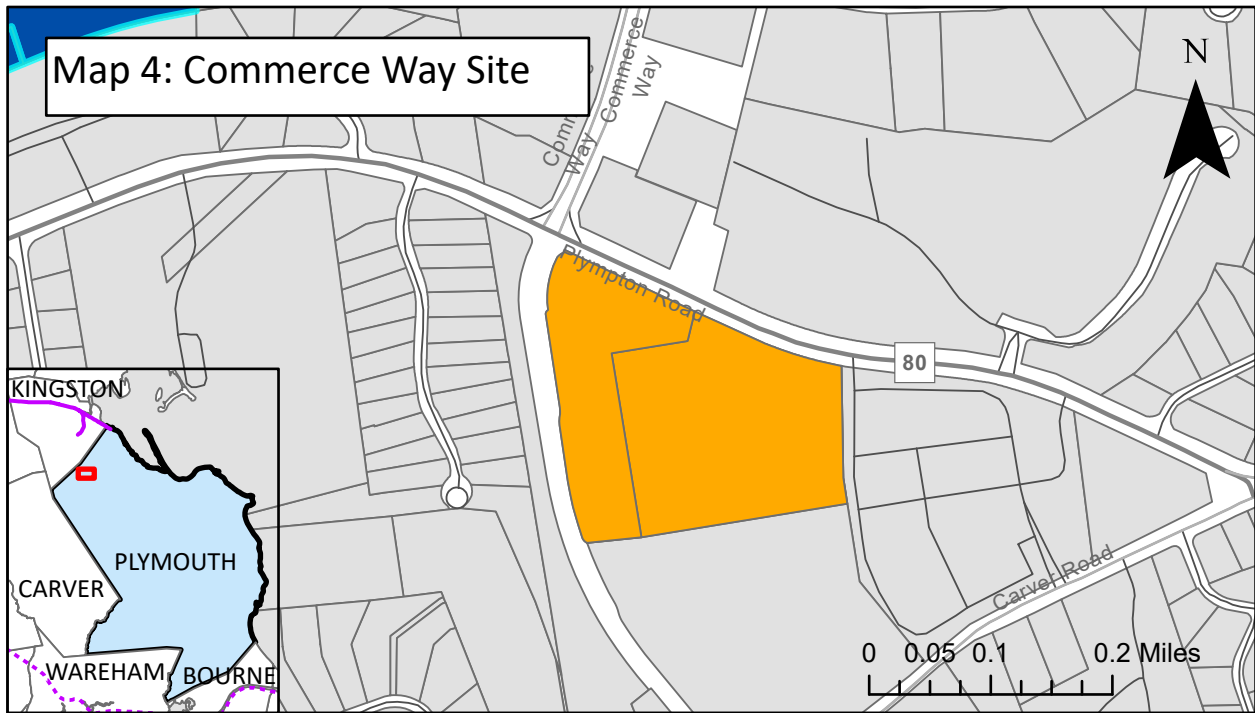 Map 4: Commerce Way Site
N
Commerce
Way
Comm
Way
Plympton Road
80
Carver Road
KINGSTON
PLYMOUTH
CARVER
WAREHAM
BOURNE
0 0.05 0.1 0.2 Miles